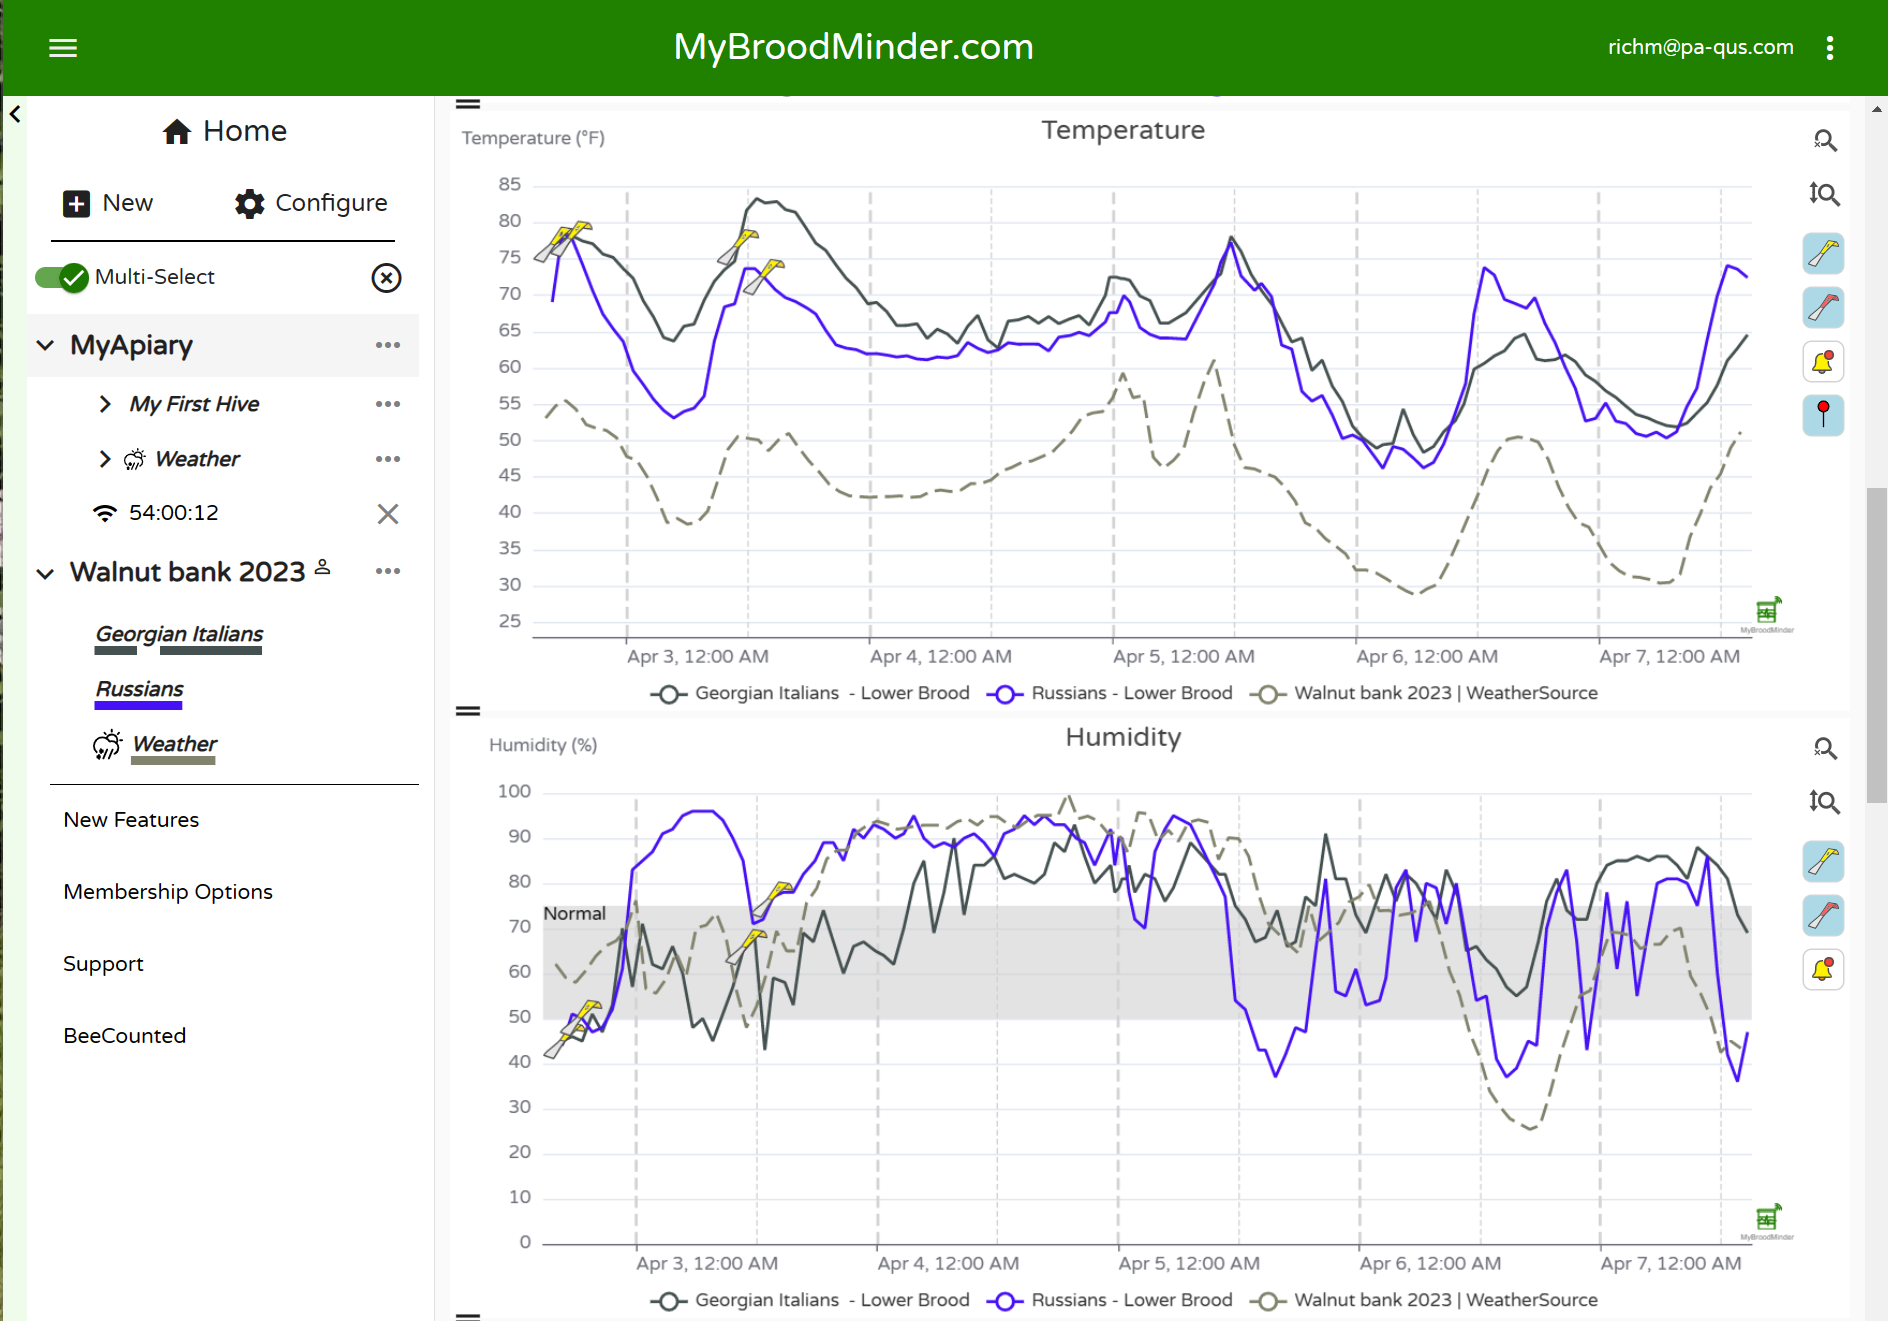 MyBroodMinder.com
richm@pa-qus.com
Home
New
Configure
Multi-Select
MyApiary
My First Hive
Weather
54:00:12
Walnut bank 2023
Georgian Italians
Russians
Weather
New Features
Membership Options
Support
BeeCounted
Temperature
Temperature (°F)
85
80
75
70
65
60
55
50
45
40
35
30
25
MyBroodMinder
Apr 3, 12:00 AM
Apr 4, 12:00 AM
Apr 5, 12:00 AM
Apr 6, 12:00 AM
Apr 7, 12:00 AM
Georgian Italians - Lower Brood
Russians - Lower Brood
Walnut bank 2023 | WeatherSource
Humidity
Humidity (%)
100
90
80
Normal
70
60
50
40
30
20
10
0
MyBroodMinder
Apr 3, 12:00 AM
Apr 4, 12:00 AM
Apr 5, 12:00 AM
Apr 6, 12:00 AM
Apr 7, 12:00 AM
Georgian Italians - Lower Brood
Russians - Lower Brood
Walnut bank 2023 | WeatherSource